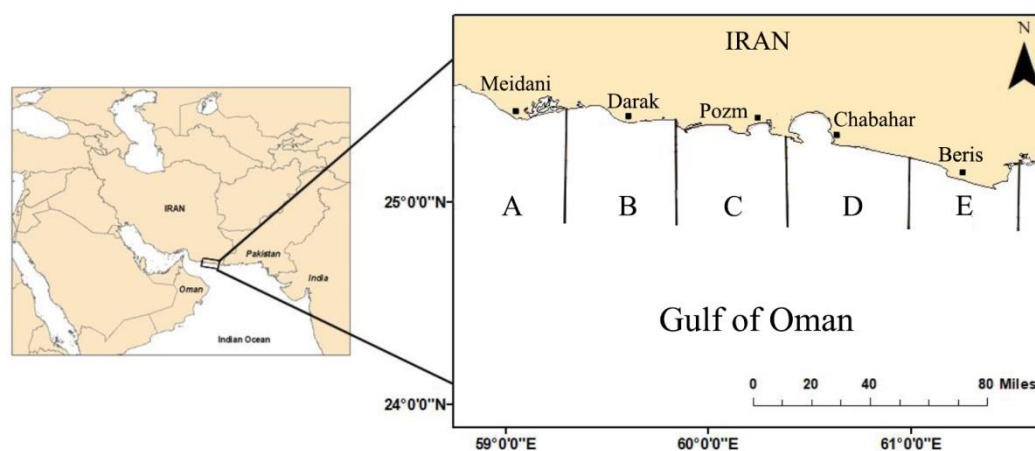 IRAN
Pakistan
India
Oman
Indian Ocean
IRAN
N
Meidani
Darak
Pozm
Chabahar
Beris
25°0'0"N
A B C D E
Gulf of Oman
0 20 40 80 Miles
24°0'0"N
59°0'0"E 60°0'0"E 61°0'0"E